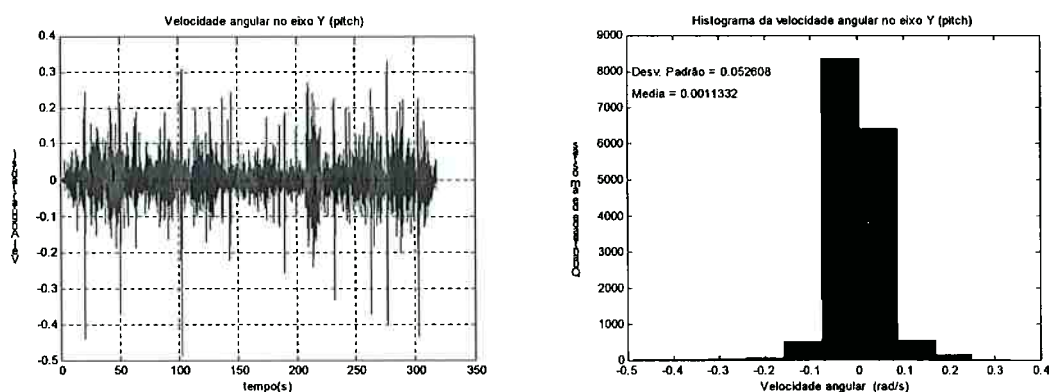 Velocidade angular no eixo Y (pitch)
0.4
0.3
0.2
0.1
0
-0.1
-0.2
-0.3
-0.4
-0.5
0 50 100 150 200 250 300 350
tempo(s)
Histograma da velocidade angular no eixo Y (pitch)
9000
8000
7000
6000
5000
4000
3000
2000
1000
0
Desv. Padrão = 0.052608
Media = 0.0011332
-0.5 -0.4 -0.3 -0.2 -0.1 0 0.1 0.2 0.3 0.4
Velocidade angular (rad/s)